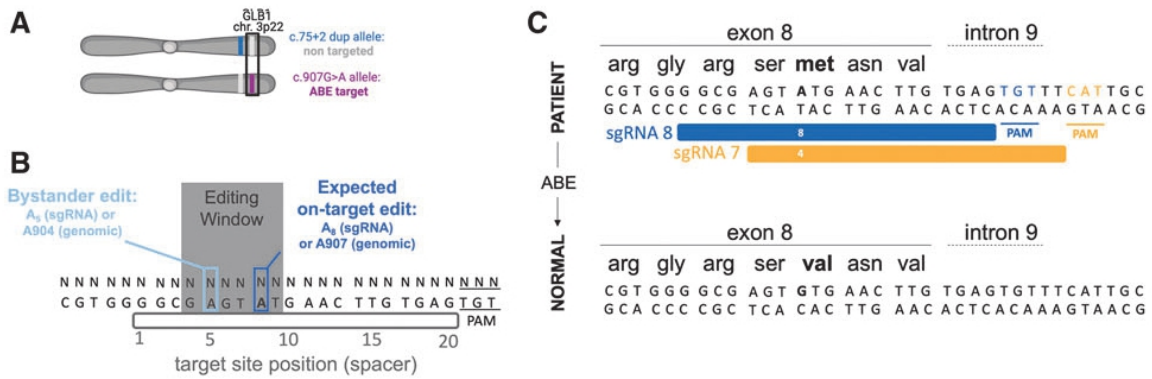 A
GLB1
chr. 3p22
c.75+2 dup allele:
non targeted
c.907G>A allele:
ABE target
B
Bystander edit:
A5 (sgRNA) or
A904 (genomic)
Editing
Window
Expected
on-target edit:
A8 (sgRNA)
or A907 (genomic)
N N N N N N N N N N N N N N N N N N N N N N N N N N
C G T G G G G C G A G T A T G A A C T T G T G A G T G T
PAM
1 5 10 15 20
target site position (spacer)
C
PATIENT
ABE
NORMAL
exon 8 intron 9
arg gly arg ser met asn val
C G T G G G G C G A G T A T G A A C T T G T G A G T G T T T C A T T G C
G C A C C C C G C T C A T A C T T G A A C A C T C A C A A A G T A A C G
sgRNA 8 8 PAM
sgRNA 7 4 PAM
exon 8 intron 9
arg gly arg ser val asn val
C G T G G G G C G A G T G T G A A C T T G T G A G T G T T T C A T T G C
G C A C C C C G C T C A C A C T T G A A C A C T C A C A A A G T A A C G